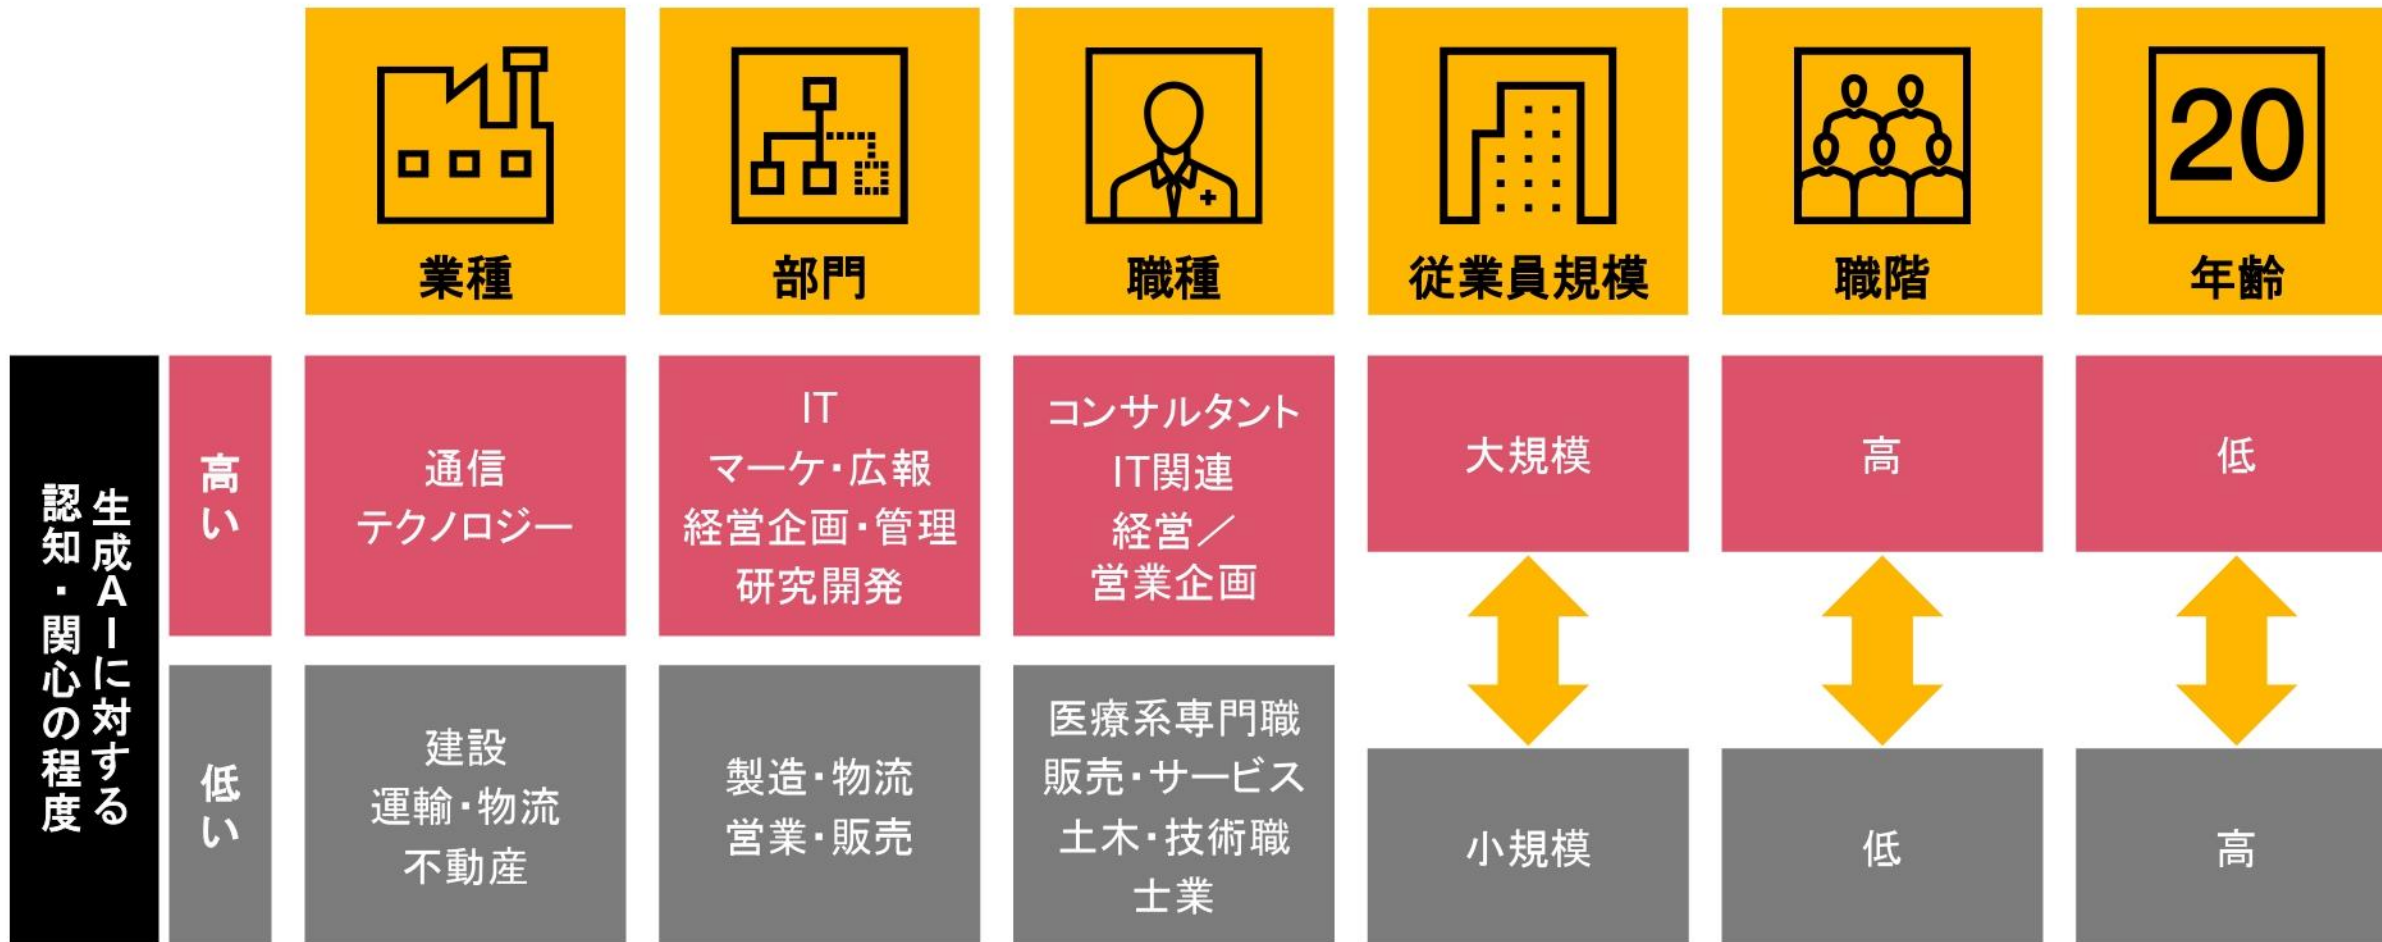 20
業種
部門
職種
従業員規模
職階
年齢
生成AIに対する
認知・関心の程度
高い
通信
テクノロジー
IT
マーケ・広報
経営企画・管理
研究開発
コンサルタント
IT関連
経営／
営業企画
大規模
高
低
低い
建設
運輸・物流
不動産
製造・物流
営業・販売
医療系専門職
販売・サービス
土木・技術職
士業
小規模
低
高